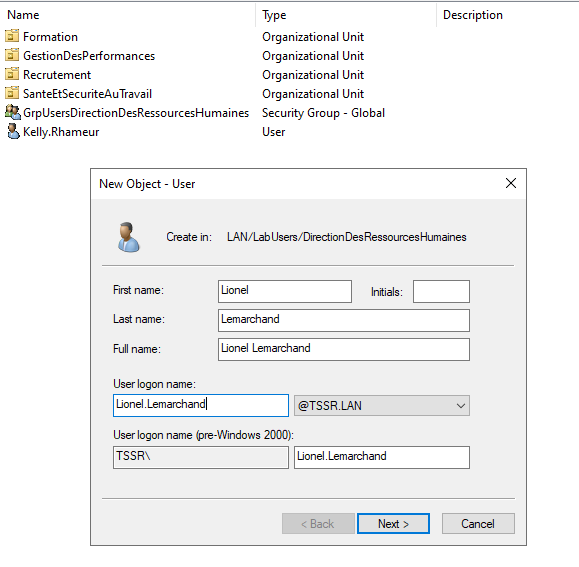 Name Type Description
Formation Organizational Unit
GestionDesPerformances Organizational Unit
Recrutement Organizational Unit
SanteEtSecuriteAuTravail Organizational Unit
GrpUsersDirectionDesRessourcesHumaines Security Group - Global
Kelly.Rhameur User
New Object - User
Create in: LAN/LabUsers/DirectionDesRessourcesHumaines
First name: Lionel Initials:
Last name: Lemarchand
Full name: Lionel Lemarchand
User logon name:
Lionel.Lemarchand @TSSR.LAN
User logon name (pre-Windows 2000):
TSSR\ Lionel.Lemarchand
< Back Next > Cancel